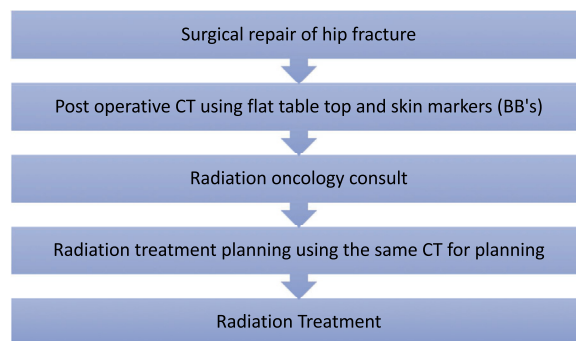 Surgical repair of hip fracture
Post operative CT using flat table top and skin markers (BB's)
Radiation oncology consult
Radiation treatment planning using the same CT for planning
Radiation Treatment